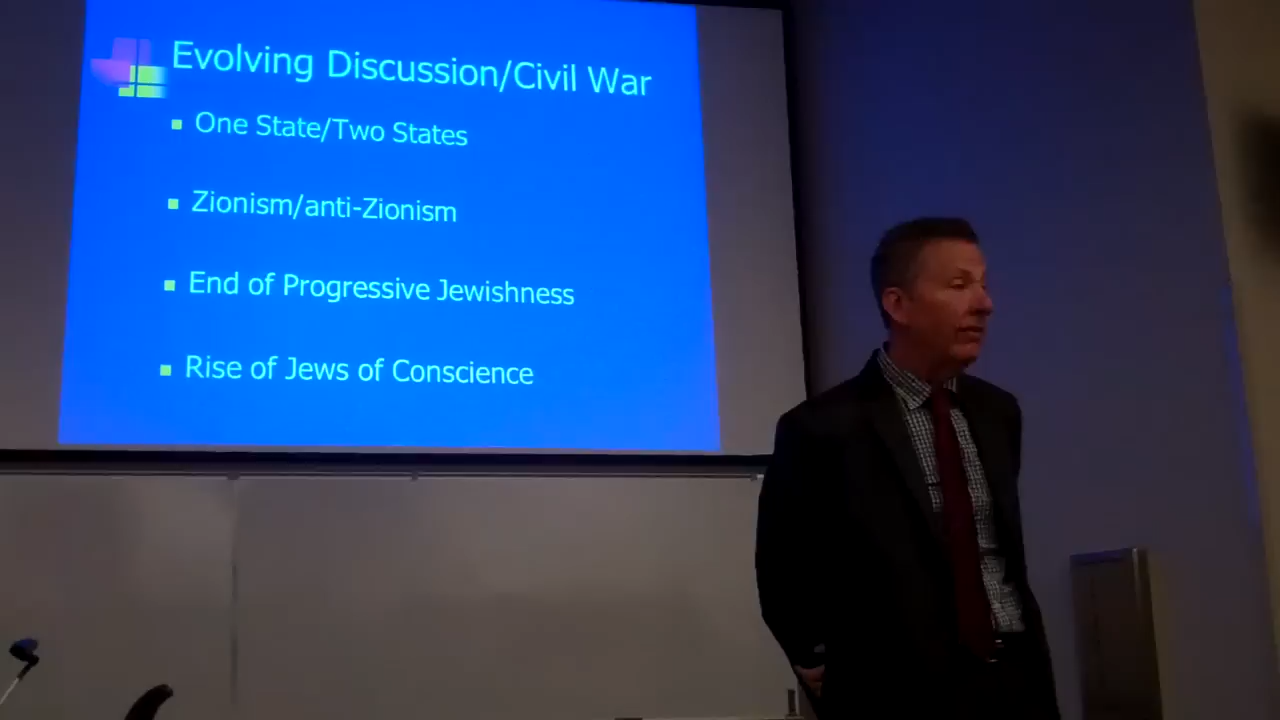 Evolving Discussion/Civil War
One State/Two States
Zionism/anti-Zionism
End of Progressive Jewishness
Rise of Jews of Conscience